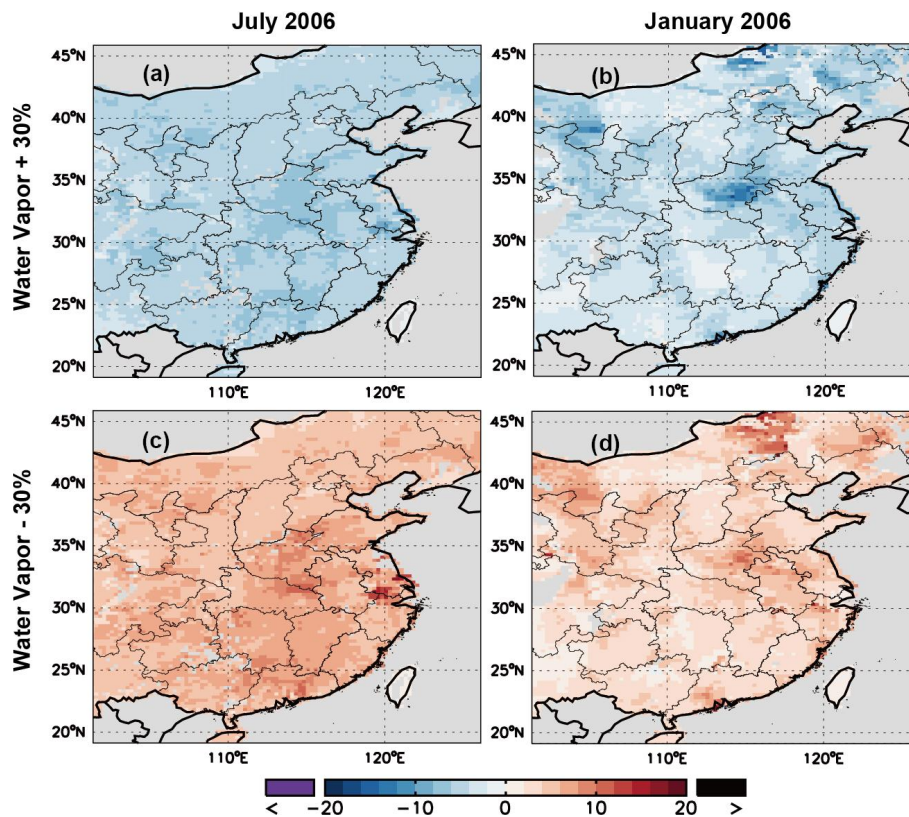 July 2006
January 2006
Water Vapor + 30%
45°N
40°N
35°N
30°N
25°N
20°N
(a)
110°E
120°E
45°N
40°N
35°N
30°N
25°N
20°N
(b)
110°E
120°E
Water Vapor - 30%
45°N
40°N
35°N
30°N
25°N
20°N
(c)
110°E
120°E
45°N
40°N
35°N
30°N
25°N
20°N
(d)
110°E
120°E
< -20 -10 0 10 20 >